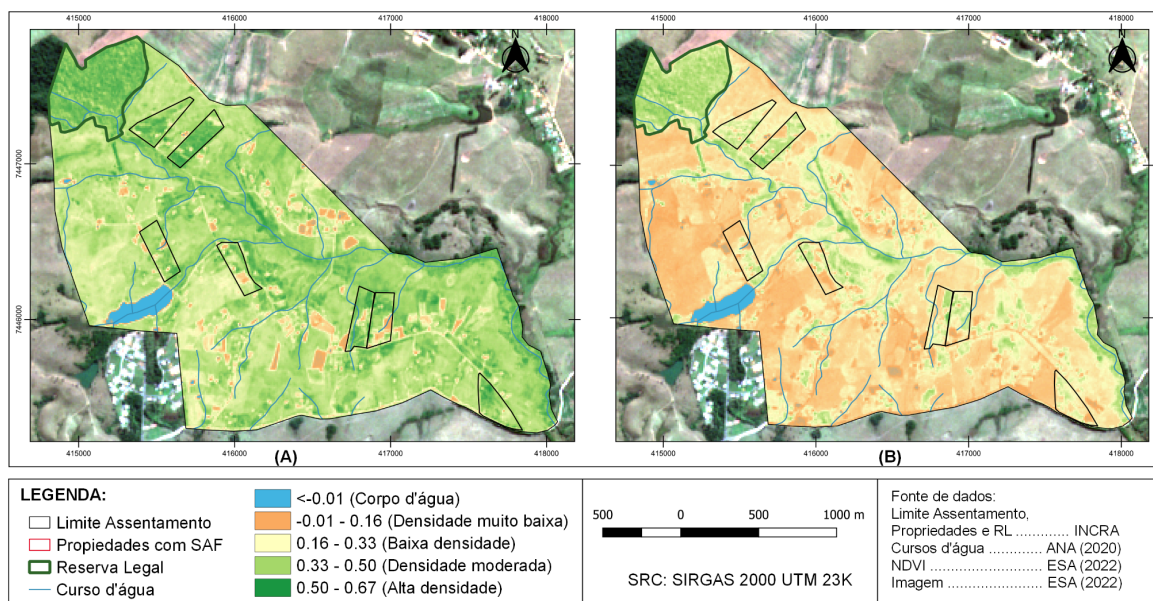 415000 416000 417000 418000
415000 416000 417000 418000
N
N
7447000
7446000
415000 416000 417000 418000
415000 416000 417000 418000
(A)
(B)
LEGENDA:
Limite Assentamento
Propiedades com SAF
Reserva Legal
Curso d'água
<-0.01 (Corpo d'água)
-0.01 - 0.16 (Densidade muito baixa)
0.16 - 0.33 (Baixa densidade)
0.33 - 0.50 (Densidade moderada)
0.50 - 0.67 (Alta densidade)
500 0 500 1000 m
SRC: SIRGAS 2000 UTM 23K
Fonte de dados:
Limite Assentamento,
Propriedades e RL ............. INCRA
Cursos d'água ............ ANA (2020)
NDVI ............................ ESA (2022)
Imagem ....................... ESA (2022)